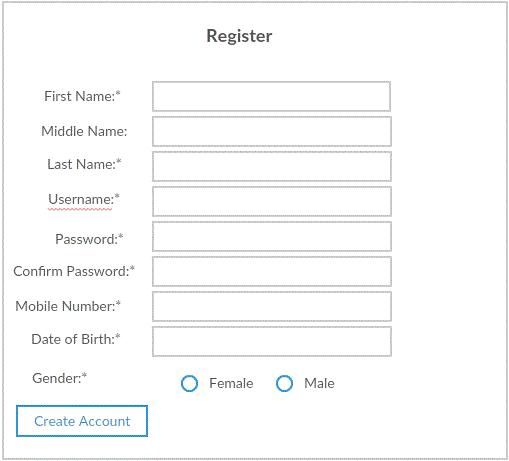 Register
First Name:*
Middle Name:
Last Name:*
Username:*
Password:*
Confirm Password:*
Mobile Number:*
Date of Birth:*
Gender:* Female Male
Create Account